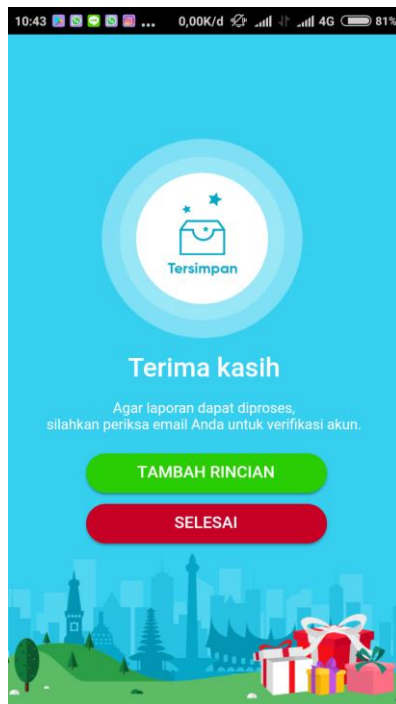 10:43 ... 0,00K/d 4G 81%
Tersimpan
Terima kasih
Agar laporan dapat diproses,
silahkan periksa email Anda untuk verifikasi akun.
TAMBAH RINCIAN
SELESAI